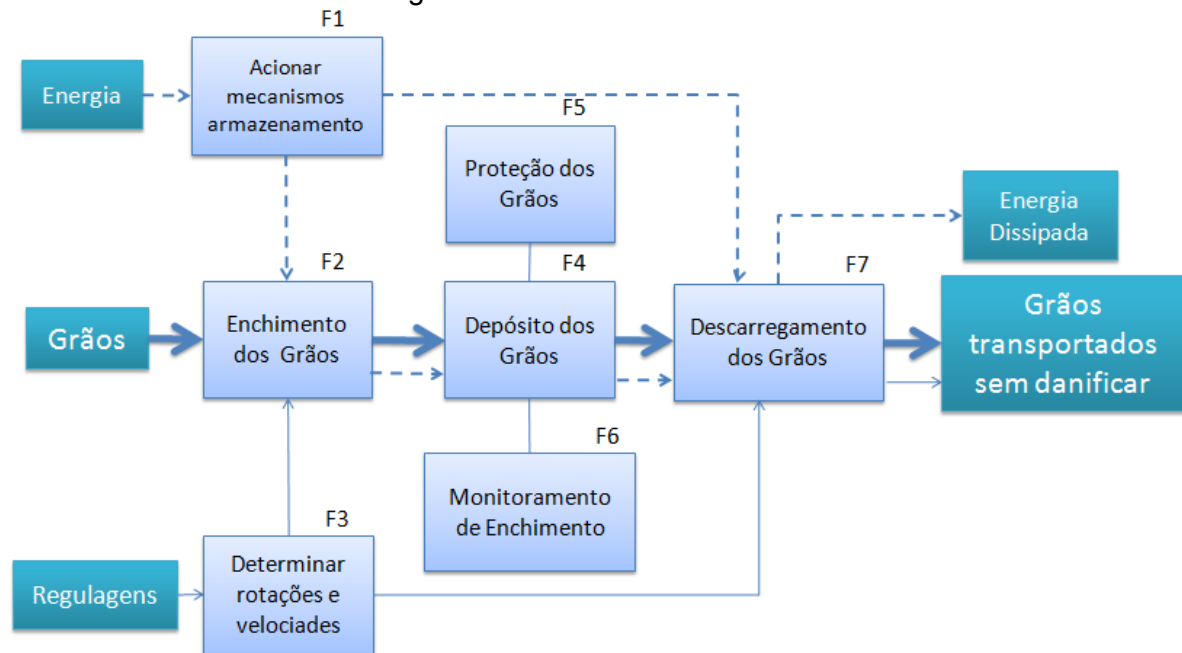 F1
Acionar
mecanismos
armazenamento
Energia
F5
Proteção dos
Grãos
Energia
Dissipada
F2
F4
F7
Grãos
Enchimento
dos Grãos
Depósito dos
Grãos
Descarregamento
dos Grãos
Grãos
transportados
sem danificar
F6
Monitoramento
de Enchimento
F3
Regulagens
Determinar
rotações e
velociades